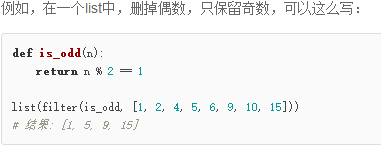 例如，在一个list中，删掉偶数，只保留奇数，可以这么写：
def is_odd(n):
    return n % 2 == 1
list(filter(is_odd, [1, 2, 4, 5, 6, 9, 10, 15]))
# 结果: [1, 5, 9, 15]